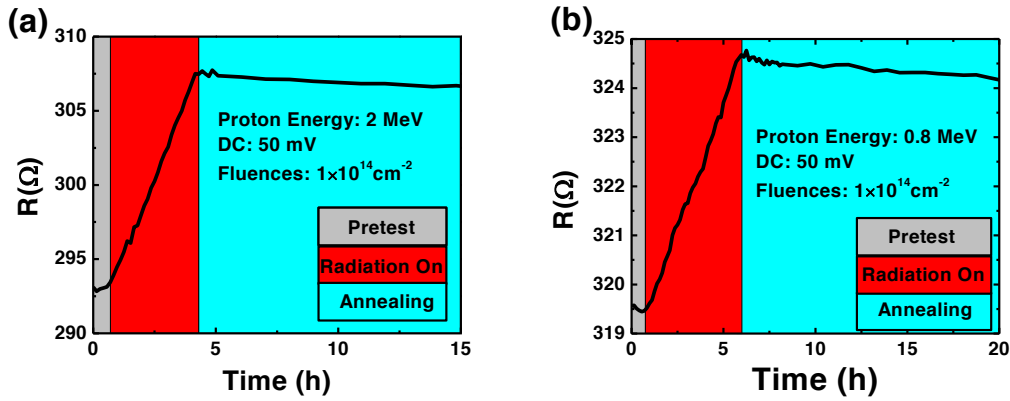 (a)
310
305
300
295
290
R(Ω)
Proton Energy: 2 MeV
DC: 50 mV
Fluences: 1×10¹⁴cm⁻²
Pretest
Radiation On
Annealing
0 5 10 15
Time (h)
(b)
325
324
323
322
321
320
319
R(Ω)
Proton Energy: 0.8 MeV
DC: 50 mV
Fluences: 1×10¹⁴cm⁻²
Pretest
Radiation On
Annealing
0 5 10 15 20
Time (h)